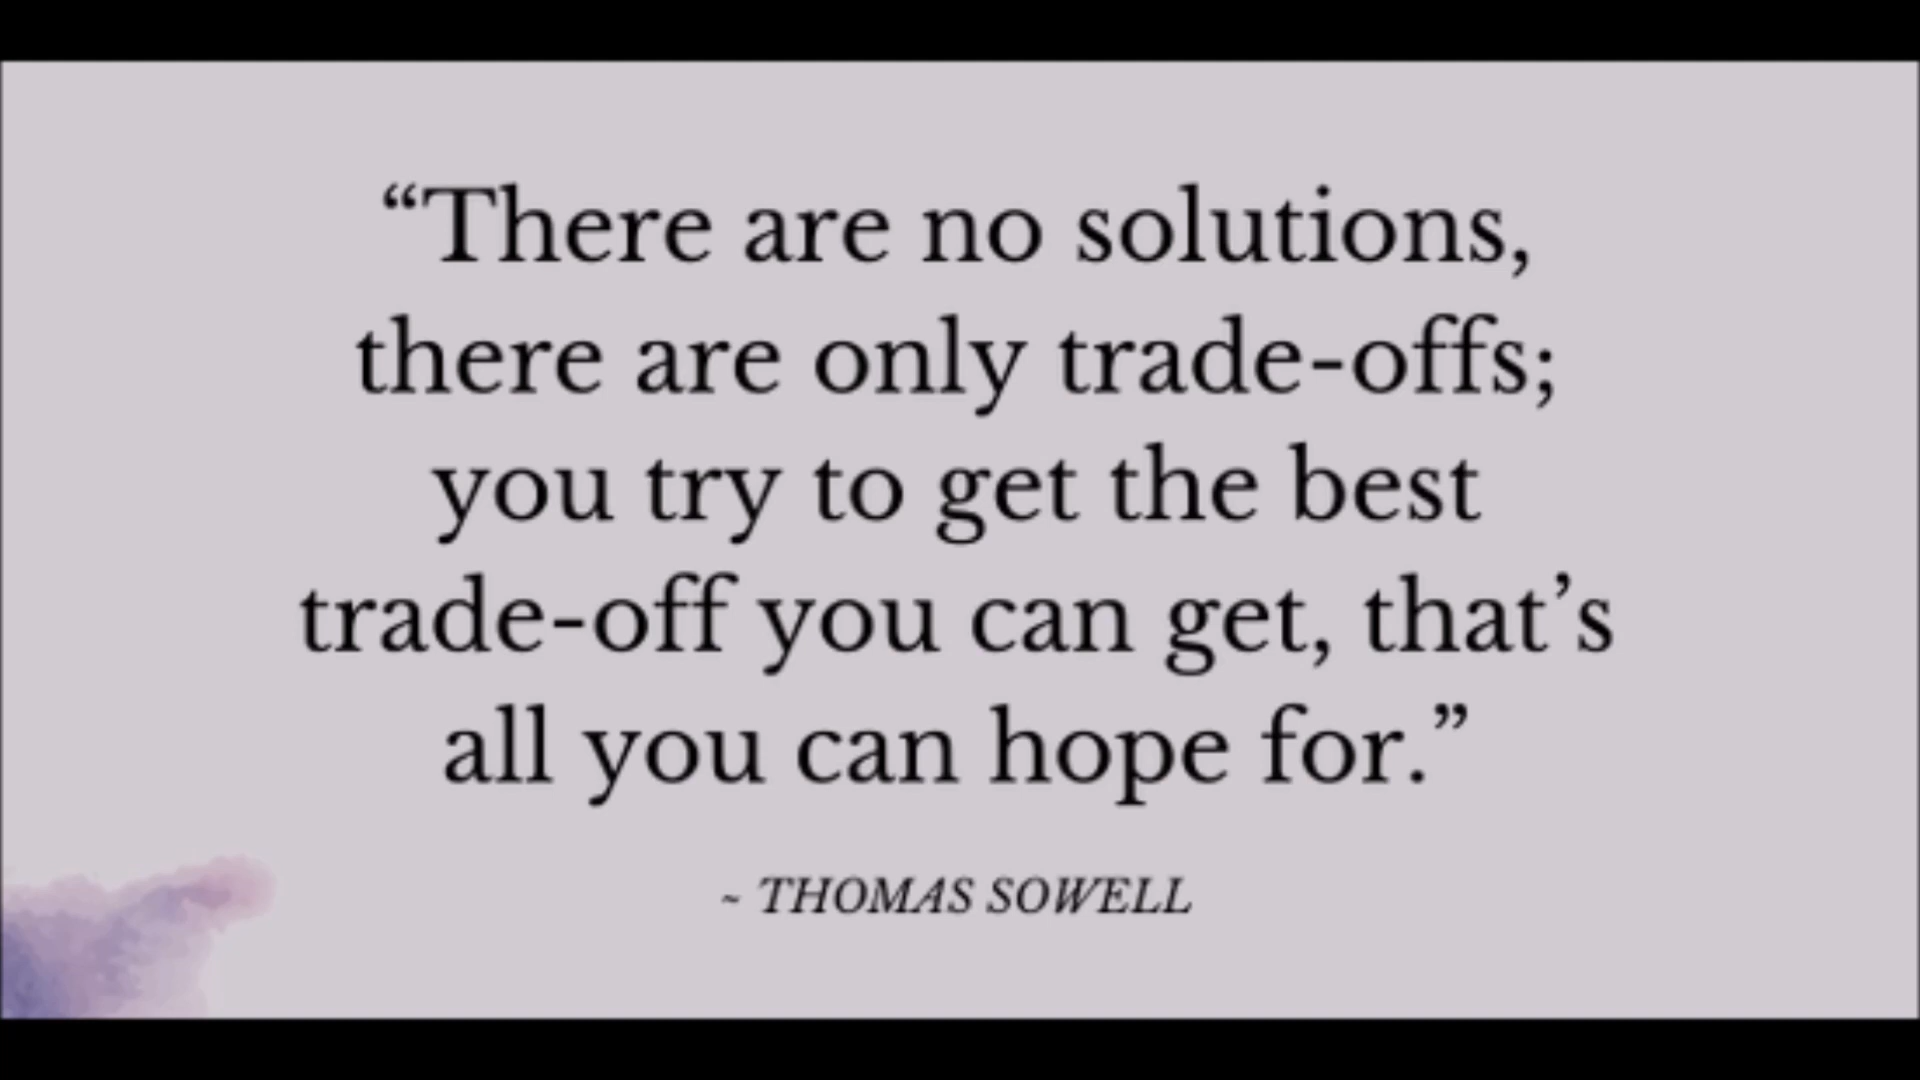 “There are no solutions,
there are only trade-offs;
you try to get the best
trade-off you can get, that’s
all you can hope for.”
~ THOMAS SOWELL